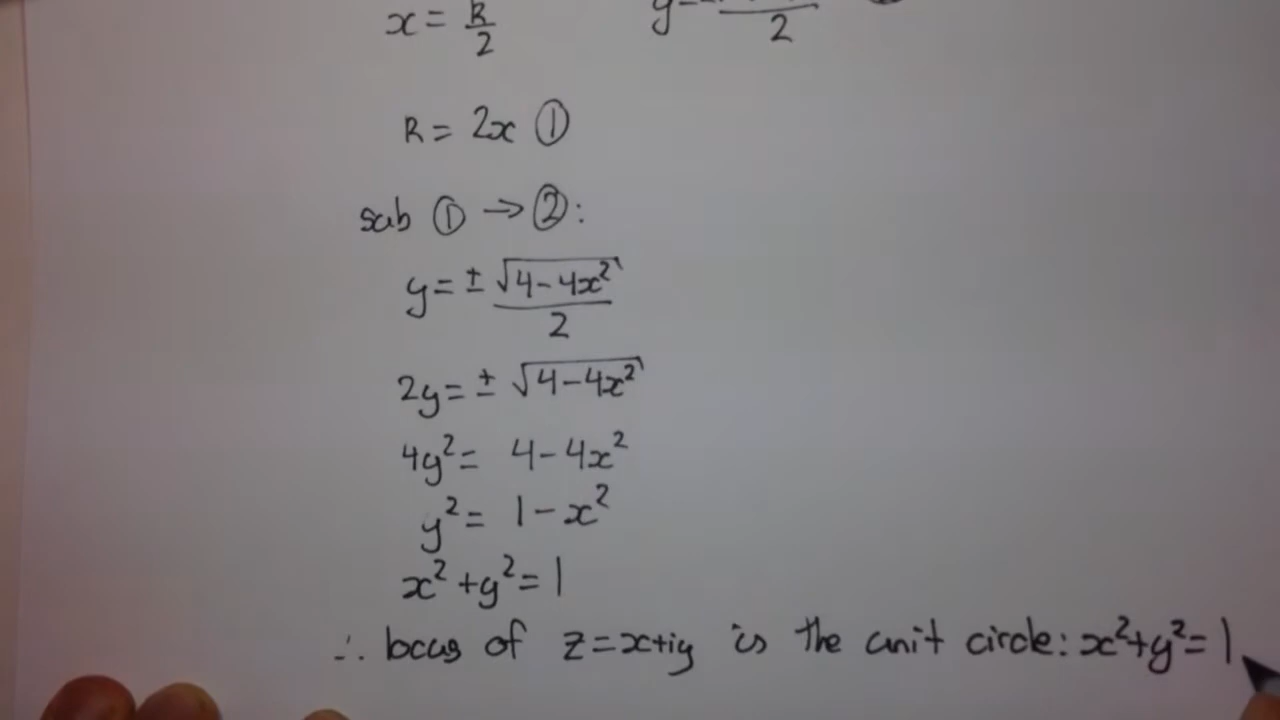 x = R/2 y = 2
R = 2x ①
sub ① → ②:
y = ± √(4 - 4x²) / 2
2y = ± √(4 - 4x²)
4y² = 4 - 4x²
y² = 1 - x²
x² + y² = 1
∴ locus of z = x + iy is the unit circle: x² + y² = 1